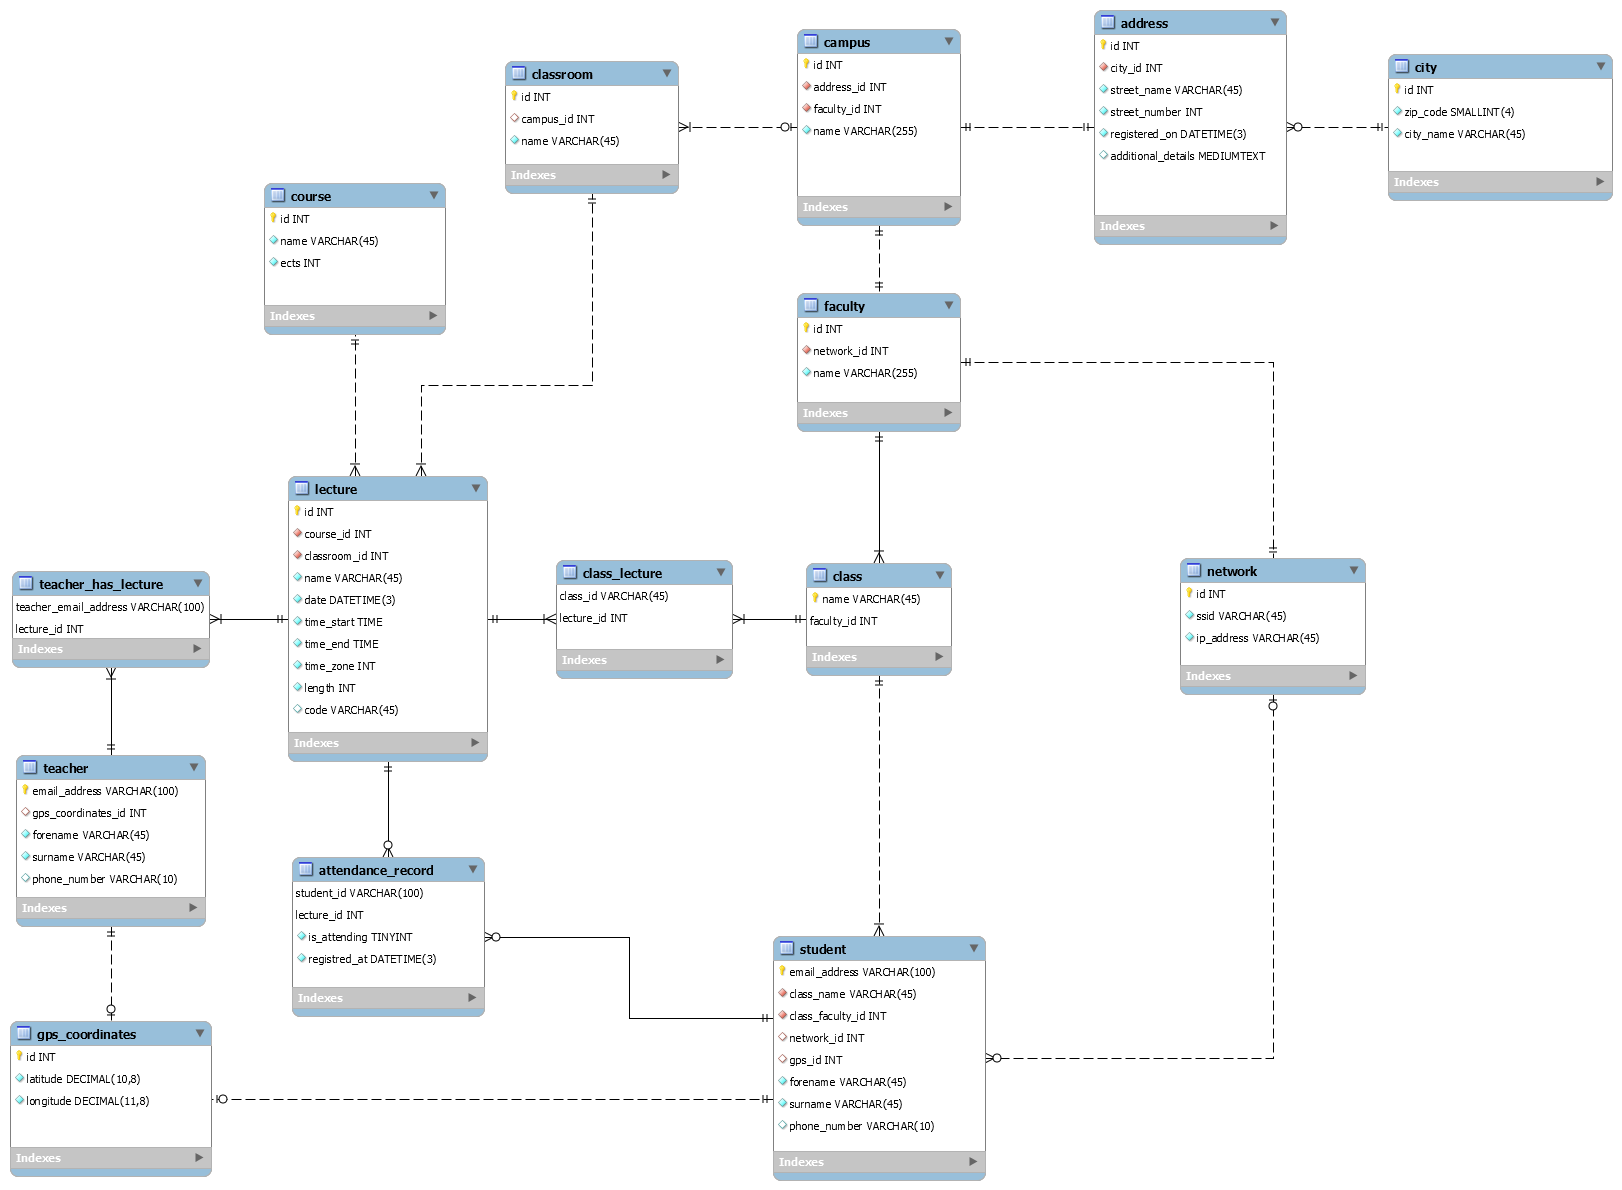 campus
id INT
address_id INT
faculty_id INT
name VARCHAR(255)
Indexes
address
id INT
city_id INT
street_name VARCHAR(45)
street_number INT
registered_on DATETIME(3)
additional_details MEDIUMTEXT
Indexes
city
id INT
zip_code SMALLINT(4)
city_name VARCHAR(45)
Indexes
classroom
id INT
campus_id INT
name VARCHAR(45)
Indexes
course
id INT
name VARCHAR(45)
ects INT
Indexes
faculty
id INT
network_id INT
name VARCHAR(255)
Indexes
lecture
id INT
course_id INT
classroom_id INT
name VARCHAR(45)
date DATETIME(3)
time_start TIME
time_end TIME
time_zone INT
length INT
code VARCHAR(45)
Indexes
teacher_has_lecture
teacher_email_address VARCHAR(100)
lecture_id INT
Indexes
class_lecture
class_id VARCHAR(45)
lecture_id INT
Indexes
class
name VARCHAR(45)
faculty_id INT
Indexes
network
id INT
ssid VARCHAR(45)
ip_address VARCHAR(45)
Indexes
teacher
email_address VARCHAR(100)
gps_coordinates_id INT
forename VARCHAR(45)
surname VARCHAR(45)
phone_number VARCHAR(10)
Indexes
attendance_record
student_id VARCHAR(100)
lecture_id INT
is_attending TINYINT
registred_at DATETIME(3)
Indexes
student
email_address VARCHAR(100)
class_name VARCHAR(45)
class_faculty_id INT
network_id INT
gps_id INT
forename VARCHAR(45)
surname VARCHAR(45)
phone_number VARCHAR(10)
Indexes
gps_coordinates
id INT
latitude DECIMAL(10,8)
longitude DECIMAL(11,8)
Indexes